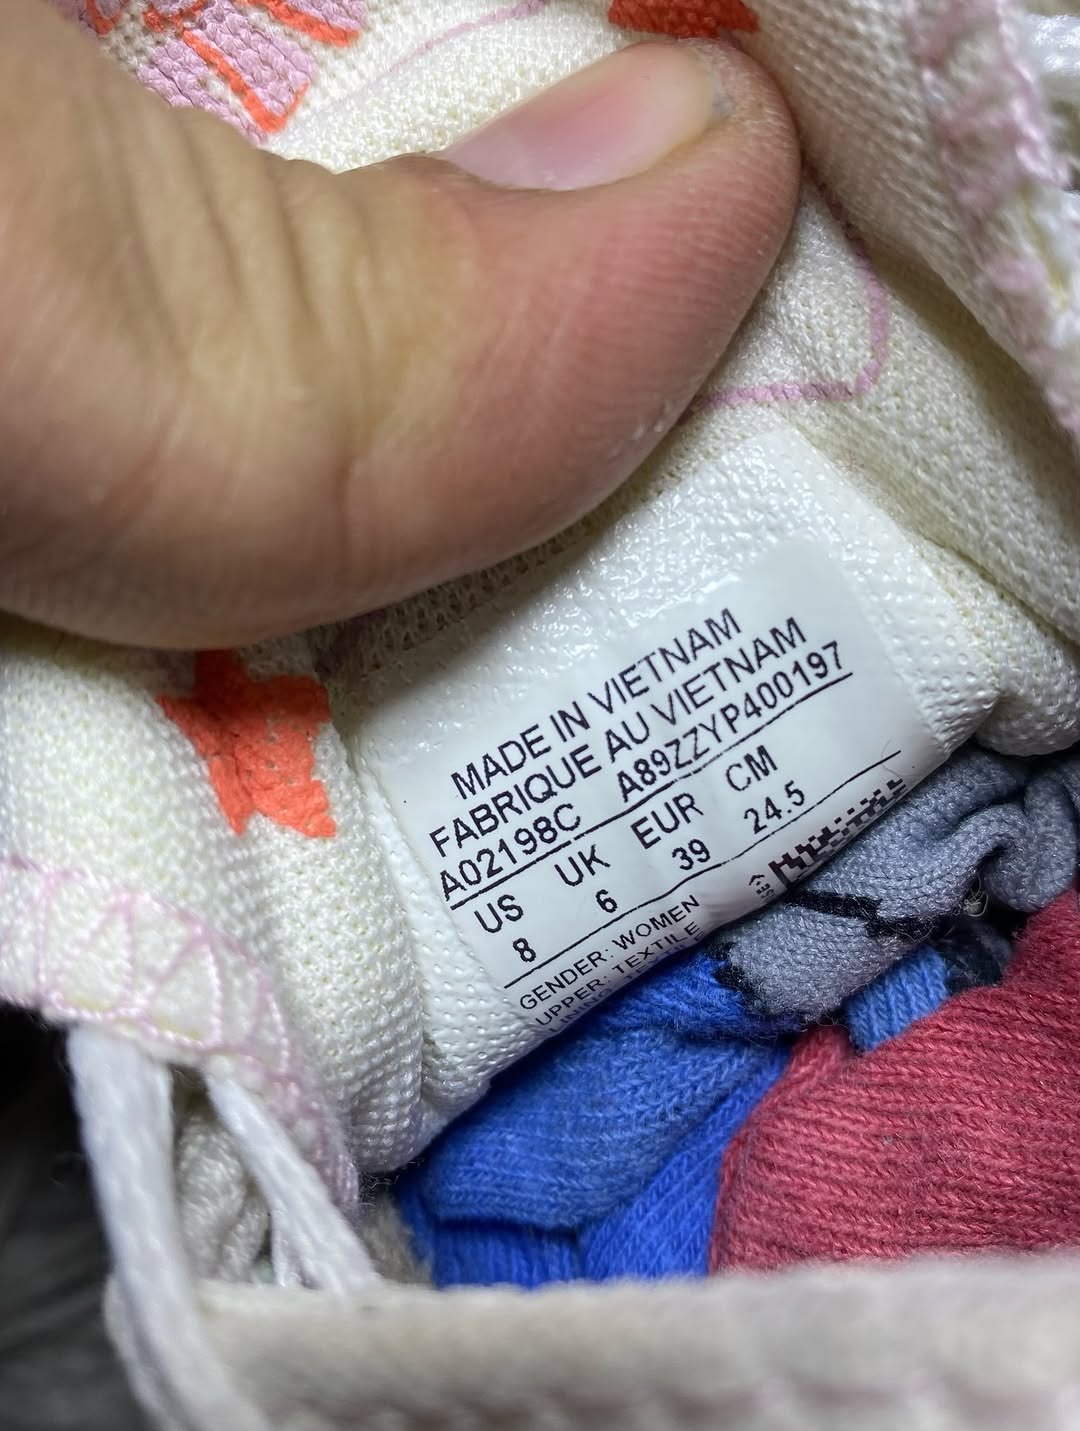 MADE IN VIETNAM
FABRIQUE AU VIETNAM
A02198C A89ZZYP400197
US UK EUR CM
8 6 39 24.5
GENDER: WOMEN
UPPER: TEXTILE